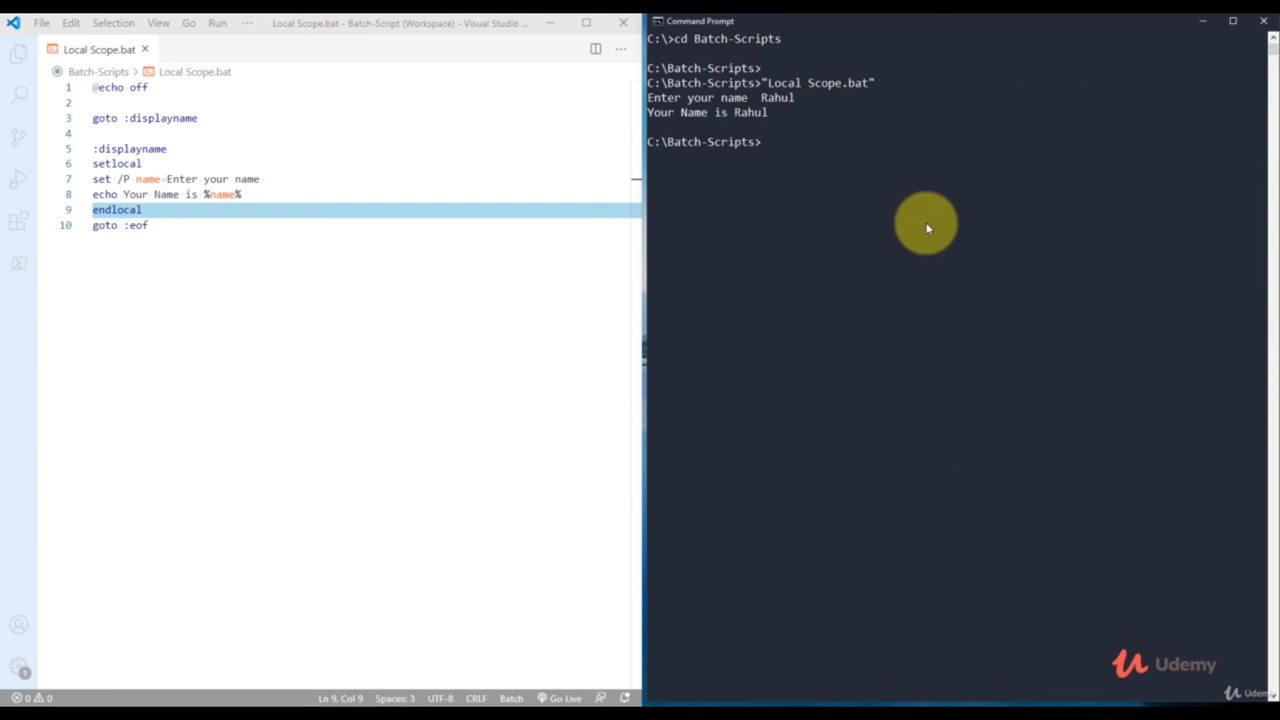 File Edit Selection View Go Run ··· Local Scope.bat - Batch-Script (Workspace) - Visual Studio ...
Local Scope.bat
Batch-Scripts > Local Scope.bat
1 @echo off
2
3 goto :displayname
4
5 :displayname
6 setlocal
7 set /P name=Enter your name
8 echo Your Name is %name%
9 endlocal
10 goto :eof
0 0 Ln 9, Col 9 Spaces: 3 UTF-8 CRLF Batch Go Live
1
Command Prompt
C:\>cd Batch-Scripts
C:\Batch-Scripts>
C:\Batch-Scripts>"Local Scope.bat"
Enter your name  Rahul
Your Name is Rahul
C:\Batch-Scripts>
Udemy
Udemy